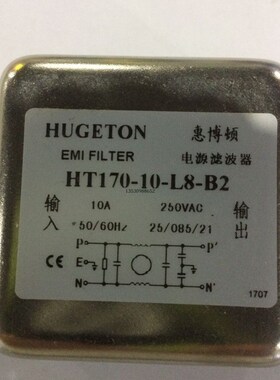 HUGETON 惠博顿
EMI FILTER 电源滤波器
HT170-10-L8-B2
输入 10A 250VAC 输出
*50/60Hz 25/085/21
P P'
E
N N'
CE 1707